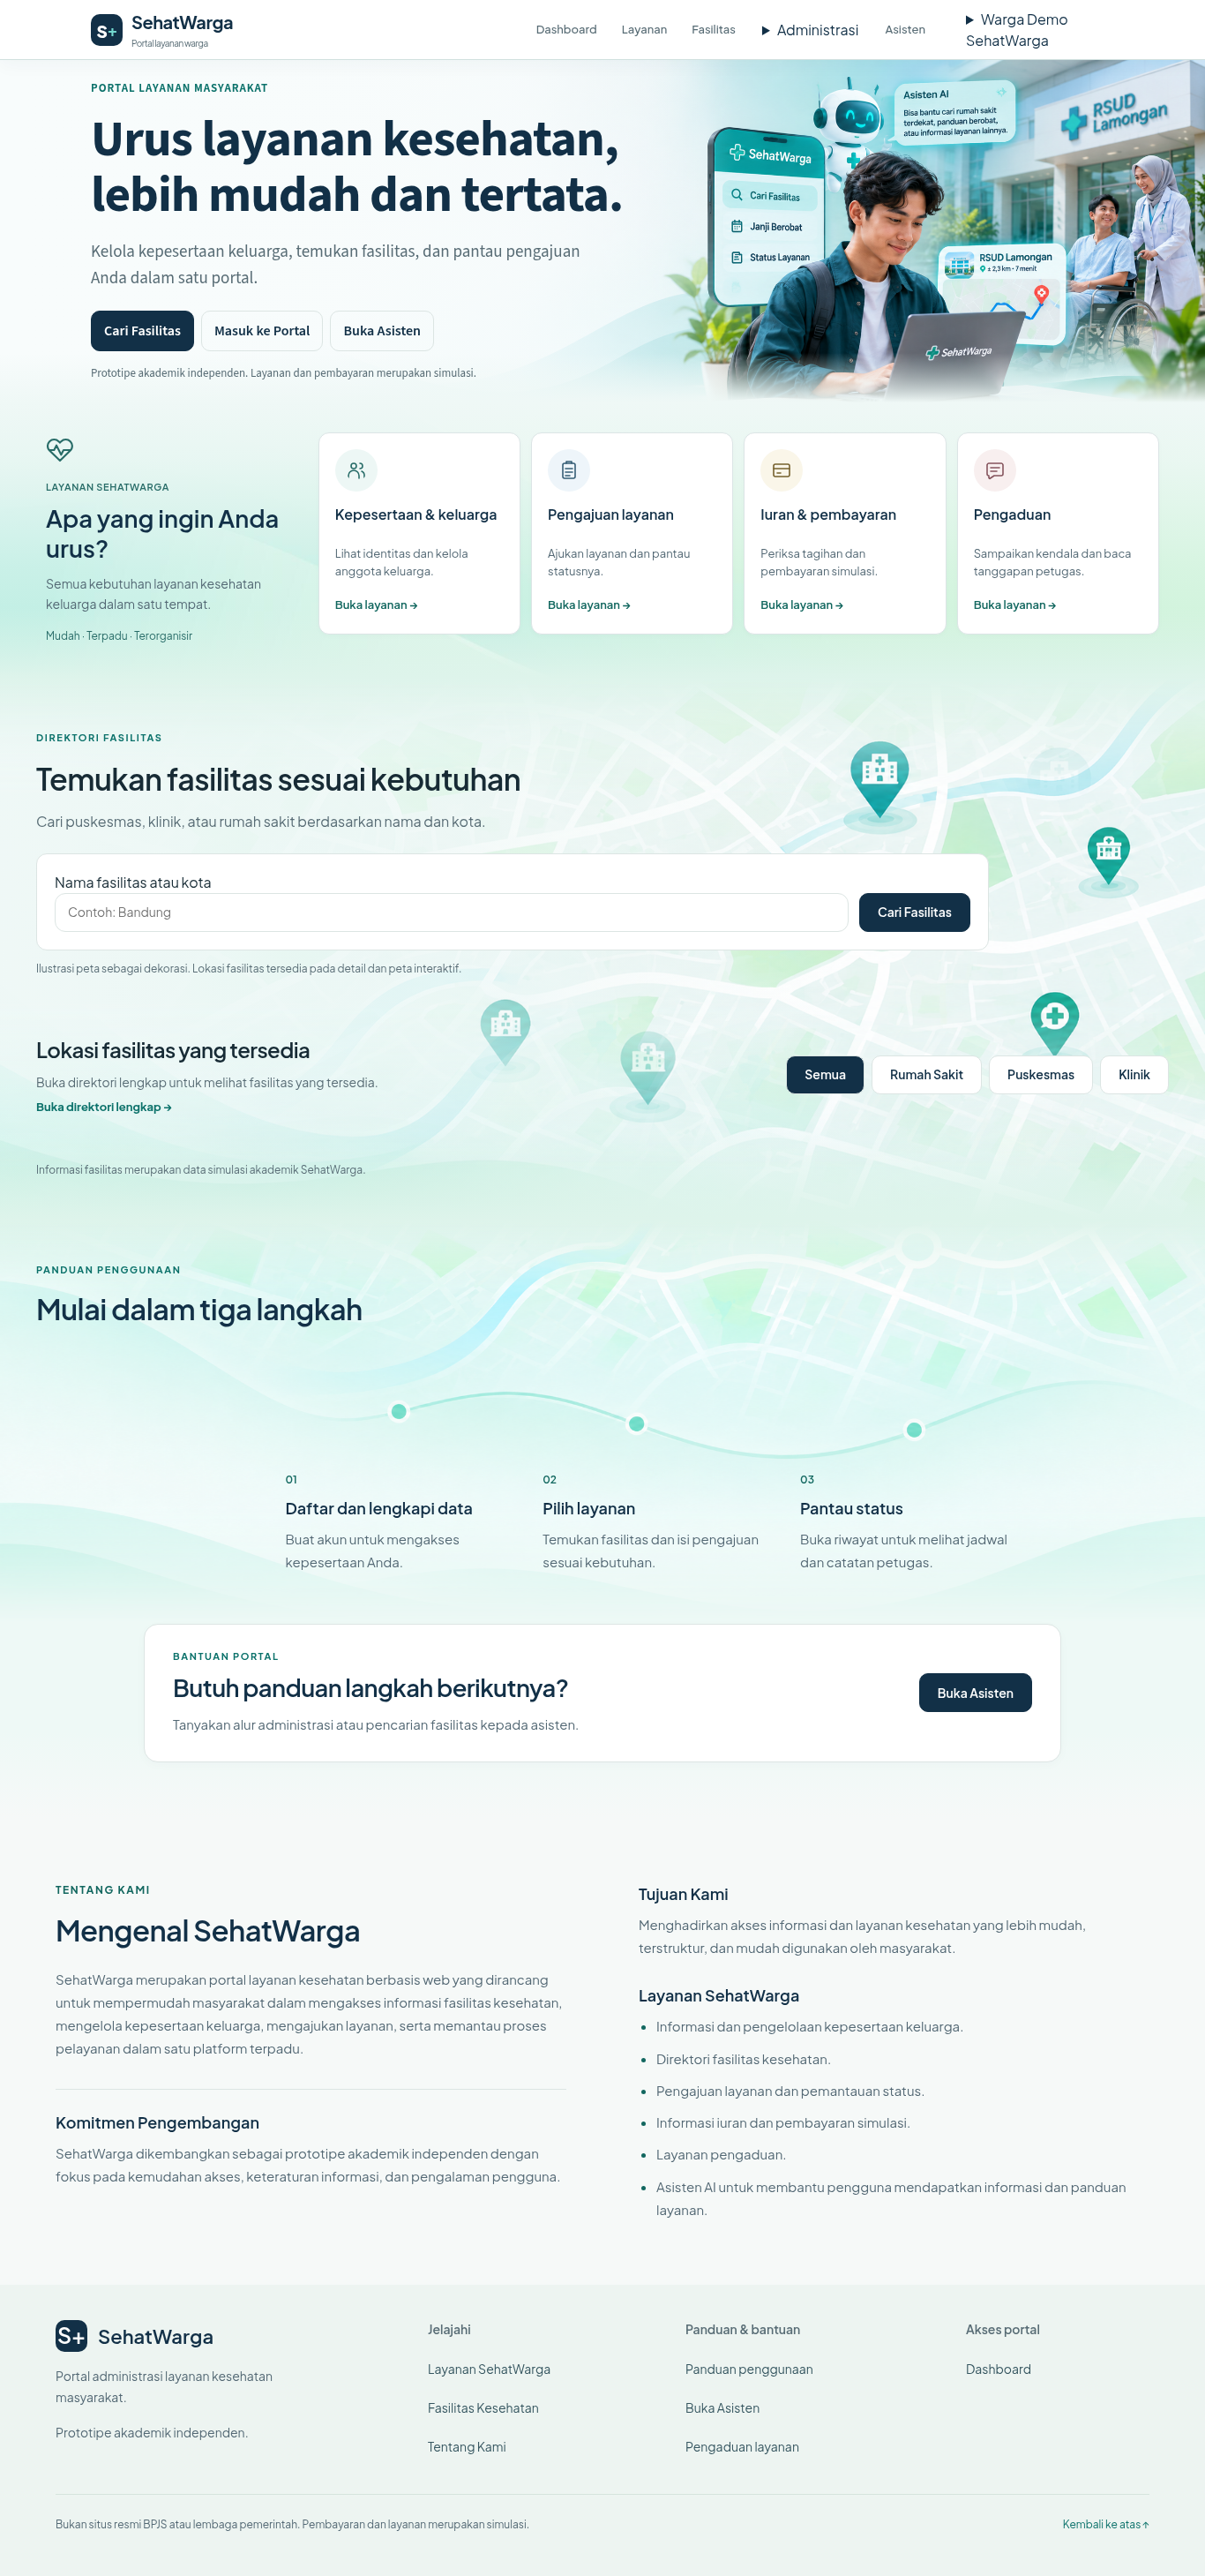 S+
SehatWarga
Portal layanan warga
Dashboard
Layanan
Fasilitas
Administrasi
Asisten
Warga Demo
SehatWarga
PORTAL LAYANAN MASYARAKAT
Urus layanan kesehatan,
lebih mudah dan tertata.
Kelola kepesertaan keluarga, temukan fasilitas, dan pantau pengajuan
Anda dalam satu portal.
Cari Fasilitas
Masuk ke Portal
Buka Asisten
Prototipe akademik independen. Layanan dan pembayaran merupakan simulasi.
SehatWarga
Cari Fasilitas
Janji Berobat
Status Layanan
Asisten AI
Bisa bantu cari rumah sakit
terdekat, panduan berobat,
atau informasi layanan lainnya.
RSUD
Lamongan
RSUD Lamongan
± 2,3 km • 7 menit
SehatWarga
LAYANAN SEHATWARGA
Apa yang ingin Anda
urus?
Semua kebutuhan layanan kesehatan
keluarga dalam satu tempat.
Mudah · Terpadu · Terorganisir
Kepesertaan & keluarga
Lihat identitas dan kelola
anggota keluarga.
Buka layanan →
Pengajuan layanan
Ajukan layanan dan pantau
statusnya.
Buka layanan →
Iuran & pembayaran
Periksa tagihan dan
pembayaran simulasi.
Buka layanan →
Pengaduan
Sampaikan kendala dan baca
tanggapan petugas.
Buka layanan →
DIREKTORI FASILITAS
Temukan fasilitas sesuai kebutuhan
Cari puskesmas, klinik, atau rumah sakit berdasarkan nama dan kota.
Nama fasilitas atau kota
Contoh: Bandung
Cari Fasilitas
Ilustrasi peta sebagai dekorasi. Lokasi fasilitas tersedia pada detail dan peta interaktif.
Lokasi fasilitas yang tersedia
Buka direktori lengkap untuk melihat fasilitas yang tersedia.
Buka direktori lengkap →
Semua
Rumah Sakit
Puskesmas
Klinik
Informasi fasilitas merupakan data simulasi akademik SehatWarga.
PANDUAN PENGGUNAAN
Mulai dalam tiga langkah
01
Daftar dan lengkapi data
Buat akun untuk mengakses
kepesertaan Anda.
02
Pilih layanan
Temukan fasilitas dan isi pengajuan
sesuai kebutuhan.
03
Pantau status
Buka riwayat untuk melihat jadwal
dan catatan petugas.
BANTUAN PORTAL
Butuh panduan langkah berikutnya?
Tanyakan alur administrasi atau pencarian fasilitas kepada asisten.
Buka Asisten
TENTANG KAMI
Mengenal SehatWarga
SehatWarga merupakan portal layanan kesehatan berbasis web yang dirancang
untuk mempermudah masyarakat dalam mengakses informasi fasilitas kesehatan,
mengelola kepesertaan keluarga, mengajukan layanan, serta memantau proses
pelayanan dalam satu platform terpadu.
Komitmen Pengembangan
SehatWarga dikembangkan sebagai prototipe akademik independen dengan
fokus pada kemudahan akses, keteraturan informasi, dan pengalaman pengguna.
Tujuan Kami
Menghadirkan akses informasi dan layanan kesehatan yang lebih mudah,
terstruktur, dan mudah digunakan oleh masyarakat.
Layanan SehatWarga
• Informasi dan pengelolaan kepesertaan keluarga.
• Direktori fasilitas kesehatan.
• Pengajuan layanan dan pemantauan status.
• Informasi iuran dan pembayaran simulasi.
• Layanan pengaduan.
• Asisten AI untuk membantu pengguna mendapatkan informasi dan panduan
layanan.
S+
SehatWarga
Portal administrasi layanan kesehatan
masyarakat.
Prototipe akademik independen.
Jelajahi
Layanan SehatWarga
Fasilitas Kesehatan
Tentang Kami
Panduan & bantuan
Panduan penggunaan
Buka Asisten
Pengaduan layanan
Akses portal
Dashboard
Bukan situs resmi BPJS atau lembaga pemerintah. Pembayaran dan layanan merupakan simulasi.
Kembali ke atas ↑